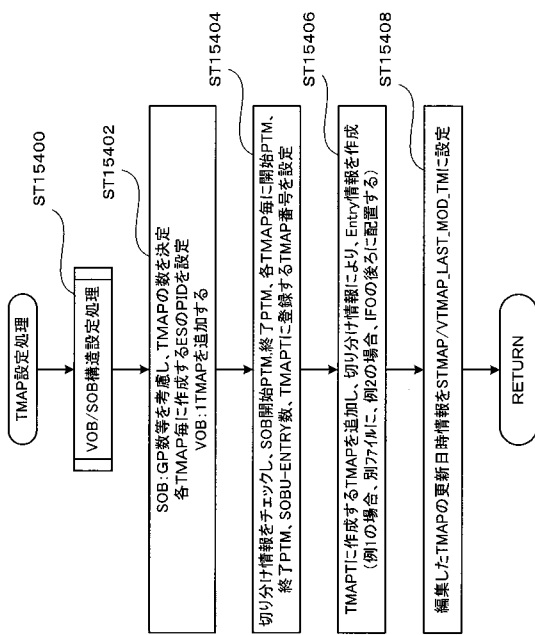 TMAP設定処理
ST15400
VOB/SOB構造設定処理
ST15402
SOB:GP数等を考慮し、TMAPの数を決定
各TMAP毎に作成するESのPIDを設定
VOB:1TMAPを追加する
ST15404
切り分け情報をチェックし、SOB開始PTM,終了PTM、各TMAP毎に開始PTM、
終了PTM、SOBU-ENTRY数、TMAPTに登録するTMAP番号を設定
ST15406
TMAPTに作成するTMAPを追加し、切り分け情報により、Entry情報を作成
(例1の場合、別ファイルに、例2の場合、IFOの後ろに配置する)
ST15408
編集したTMAPの更新日時情報をSTMAP/VTMAP_LAST_MOD_TMに設定
RETURN